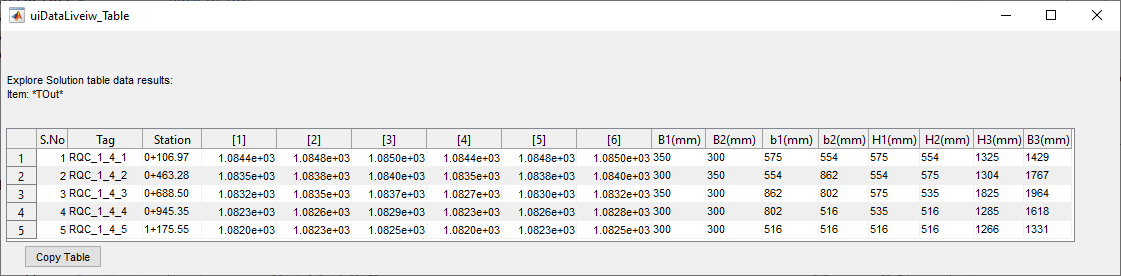 uiDataLiveiw_Table
Explore Solution table data results:
Item: *TOut*
S.No Tag Station [1] [2] [3] [4] [5] [6] B1(mm) B2(mm) b1(mm) b2(mm) H1(mm) H2(mm) H3(mm) B3(mm)
1 1 RQC_1_4_1 0+106.97 1.0844e+03 1.0848e+03 1.0850e+03 1.0844e+03 1.0848e+03 1.0850e+03 350 300 575 554 575 554 1325 1429
2 2 RQC_1_4_2 0+463.28 1.0835e+03 1.0838e+03 1.0840e+03 1.0835e+03 1.0838e+03 1.0840e+03 300 350 554 862 554 575 1304 1767
3 3 RQC_1_4_3 0+688.50 1.0832e+03 1.0835e+03 1.0837e+03 1.0827e+03 1.0830e+03 1.0832e+03 350 300 862 802 575 535 1825 1964
4 4 RQC_1_4_4 0+945.35 1.0823e+03 1.0826e+03 1.0829e+03 1.0823e+03 1.0826e+03 1.0828e+03 300 300 802 516 535 516 1285 1618
5 5 RQC_1_4_5 1+175.55 1.0820e+03 1.0823e+03 1.0825e+03 1.0820e+03 1.0823e+03 1.0825e+03 300 300 516 516 516 516 1266 1331
Copy Table